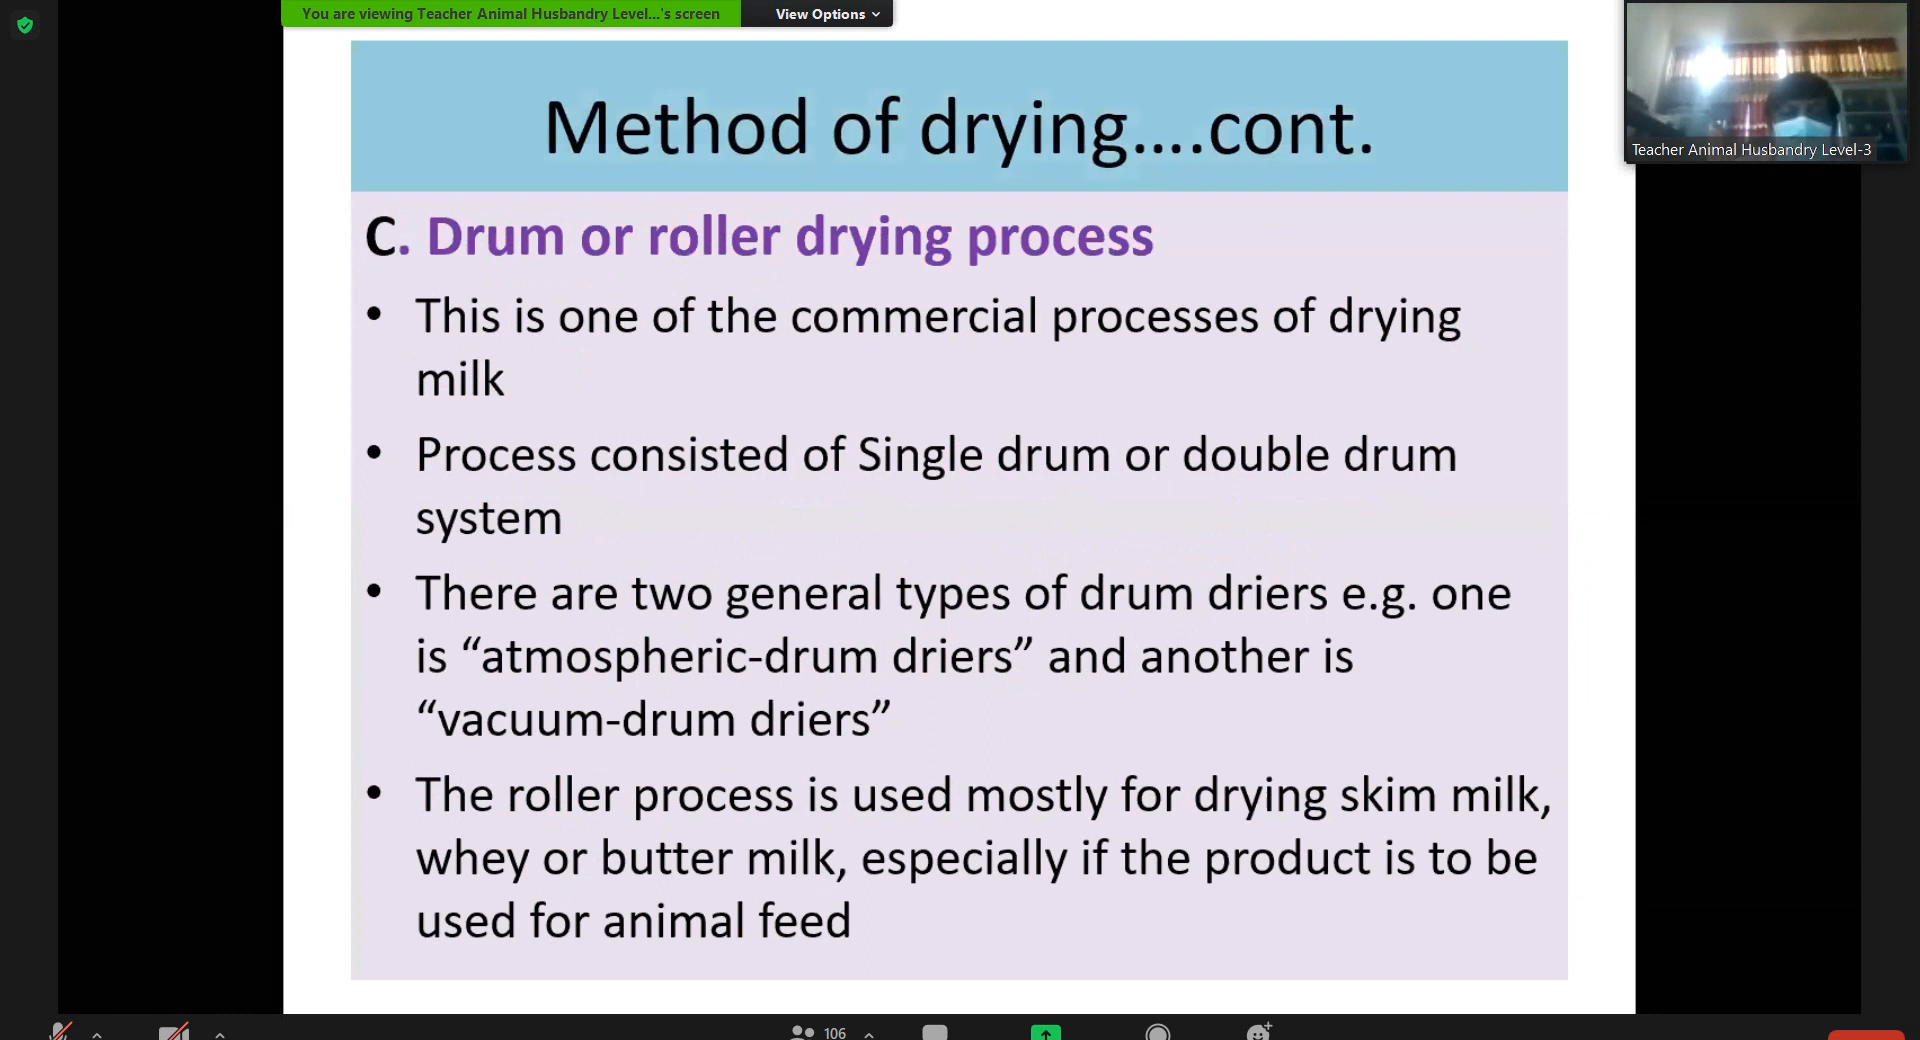 You are viewing Teacher Animal Husbandry Level...'s screen
View Options
Teacher Animal Husbandry Level-3
Method of drying....cont.
C. Drum or roller drying process
• This is one of the commercial processes of drying
milk
• Process consisted of Single drum or double drum
system
• There are two general types of drum driers e.g. one
is “atmospheric-drum driers” and another is
“vacuum-drum driers”
• The roller process is used mostly for drying skim milk,
whey or butter milk, especially if the product is to be
used for animal feed
106